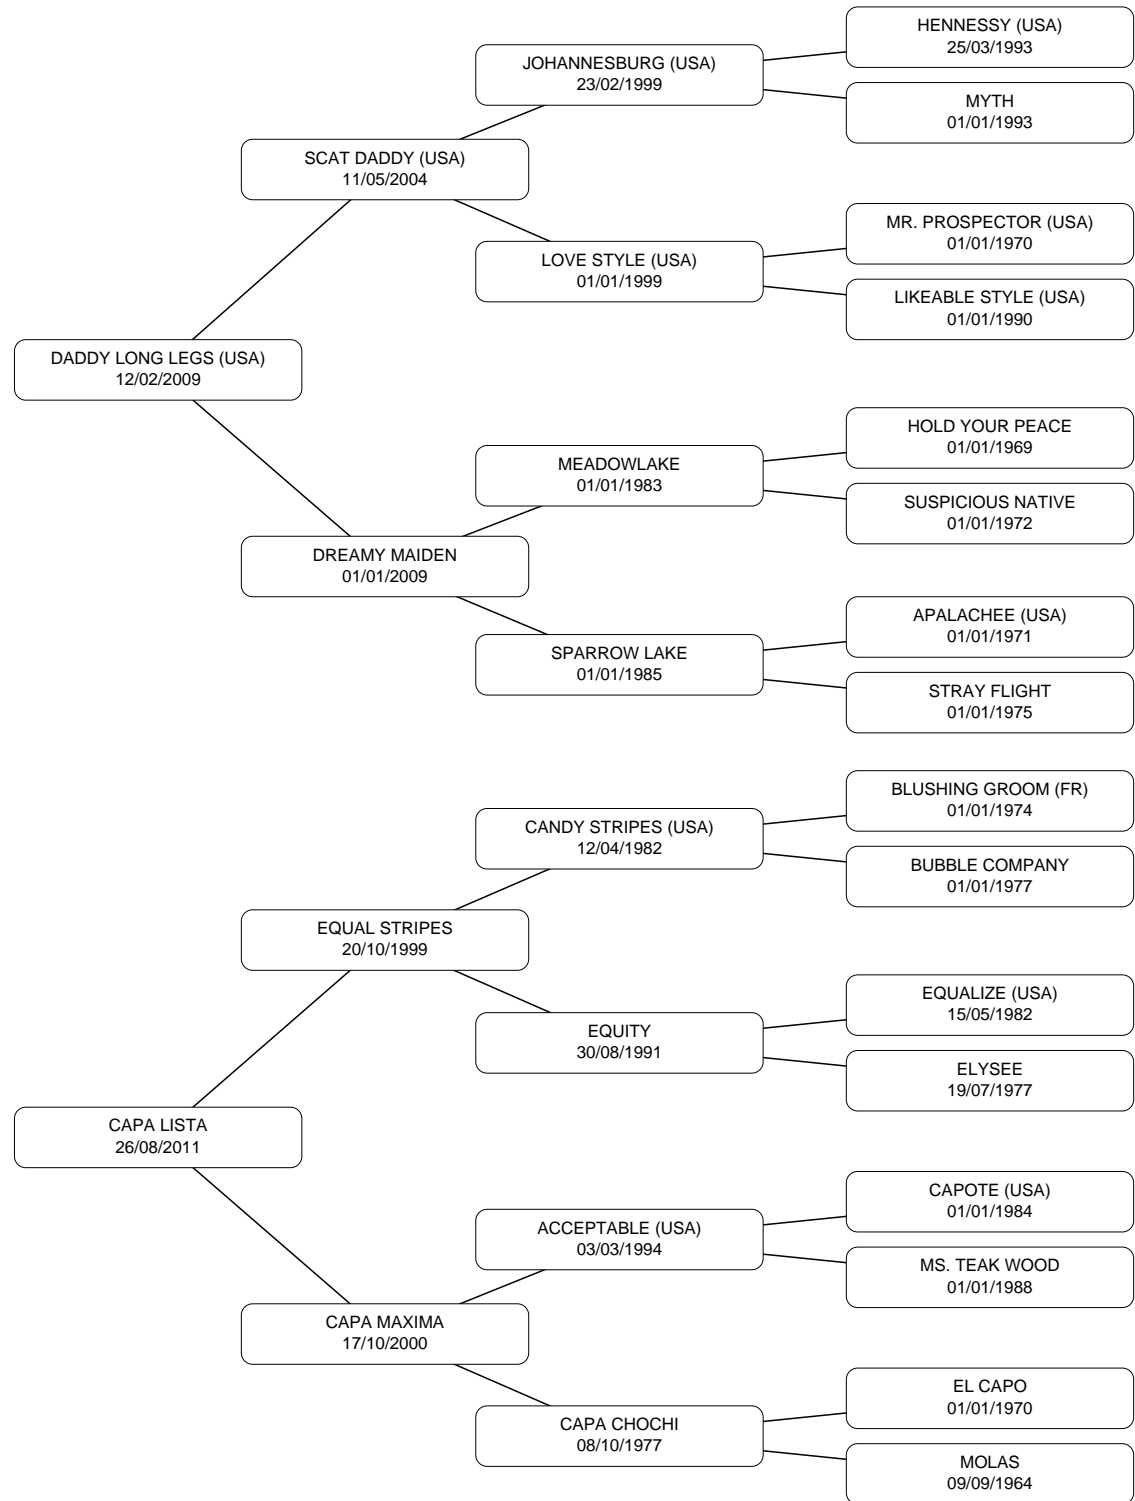 HENNESSY (USA)
25/03/1993
JOHANNESBURG (USA)
23/02/1999
MYTH
01/01/1993
SCAT DADDY (USA)
11/05/2004
MR. PROSPECTOR (USA)
01/01/1970
LOVE STYLE (USA)
01/01/1999
LIKEABLE STYLE (USA)
01/01/1990
DADDY LONG LEGS (USA)
12/02/2009
HOLD YOUR PEACE
01/01/1969
MEADOWLAKE
01/01/1983
SUSPICIOUS NATIVE
01/01/1972
DREAMY MAIDEN
01/01/2009
APALACHEE (USA)
01/01/1971
SPARROW LAKE
01/01/1985
STRAY FLIGHT
01/01/1975
BLUSHING GROOM (FR)
01/01/1974
CANDY STRIPES (USA)
12/04/1982
BUBBLE COMPANY
01/01/1977
EQUAL STRIPES
20/10/1999
EQUALIZE (USA)
15/05/1982
EQUITY
30/08/1991
ELYSEE
19/07/1977
CAPA LISTA
26/08/2011
CAPOTE (USA)
01/01/1984
ACCEPTABLE (USA)
03/03/1994
MS. TEAK WOOD
01/01/1988
CAPA MAXIMA
17/10/2000
EL CAPO
01/01/1970
CAPA CHOCHI
08/10/1977
MOLAS
09/09/1964